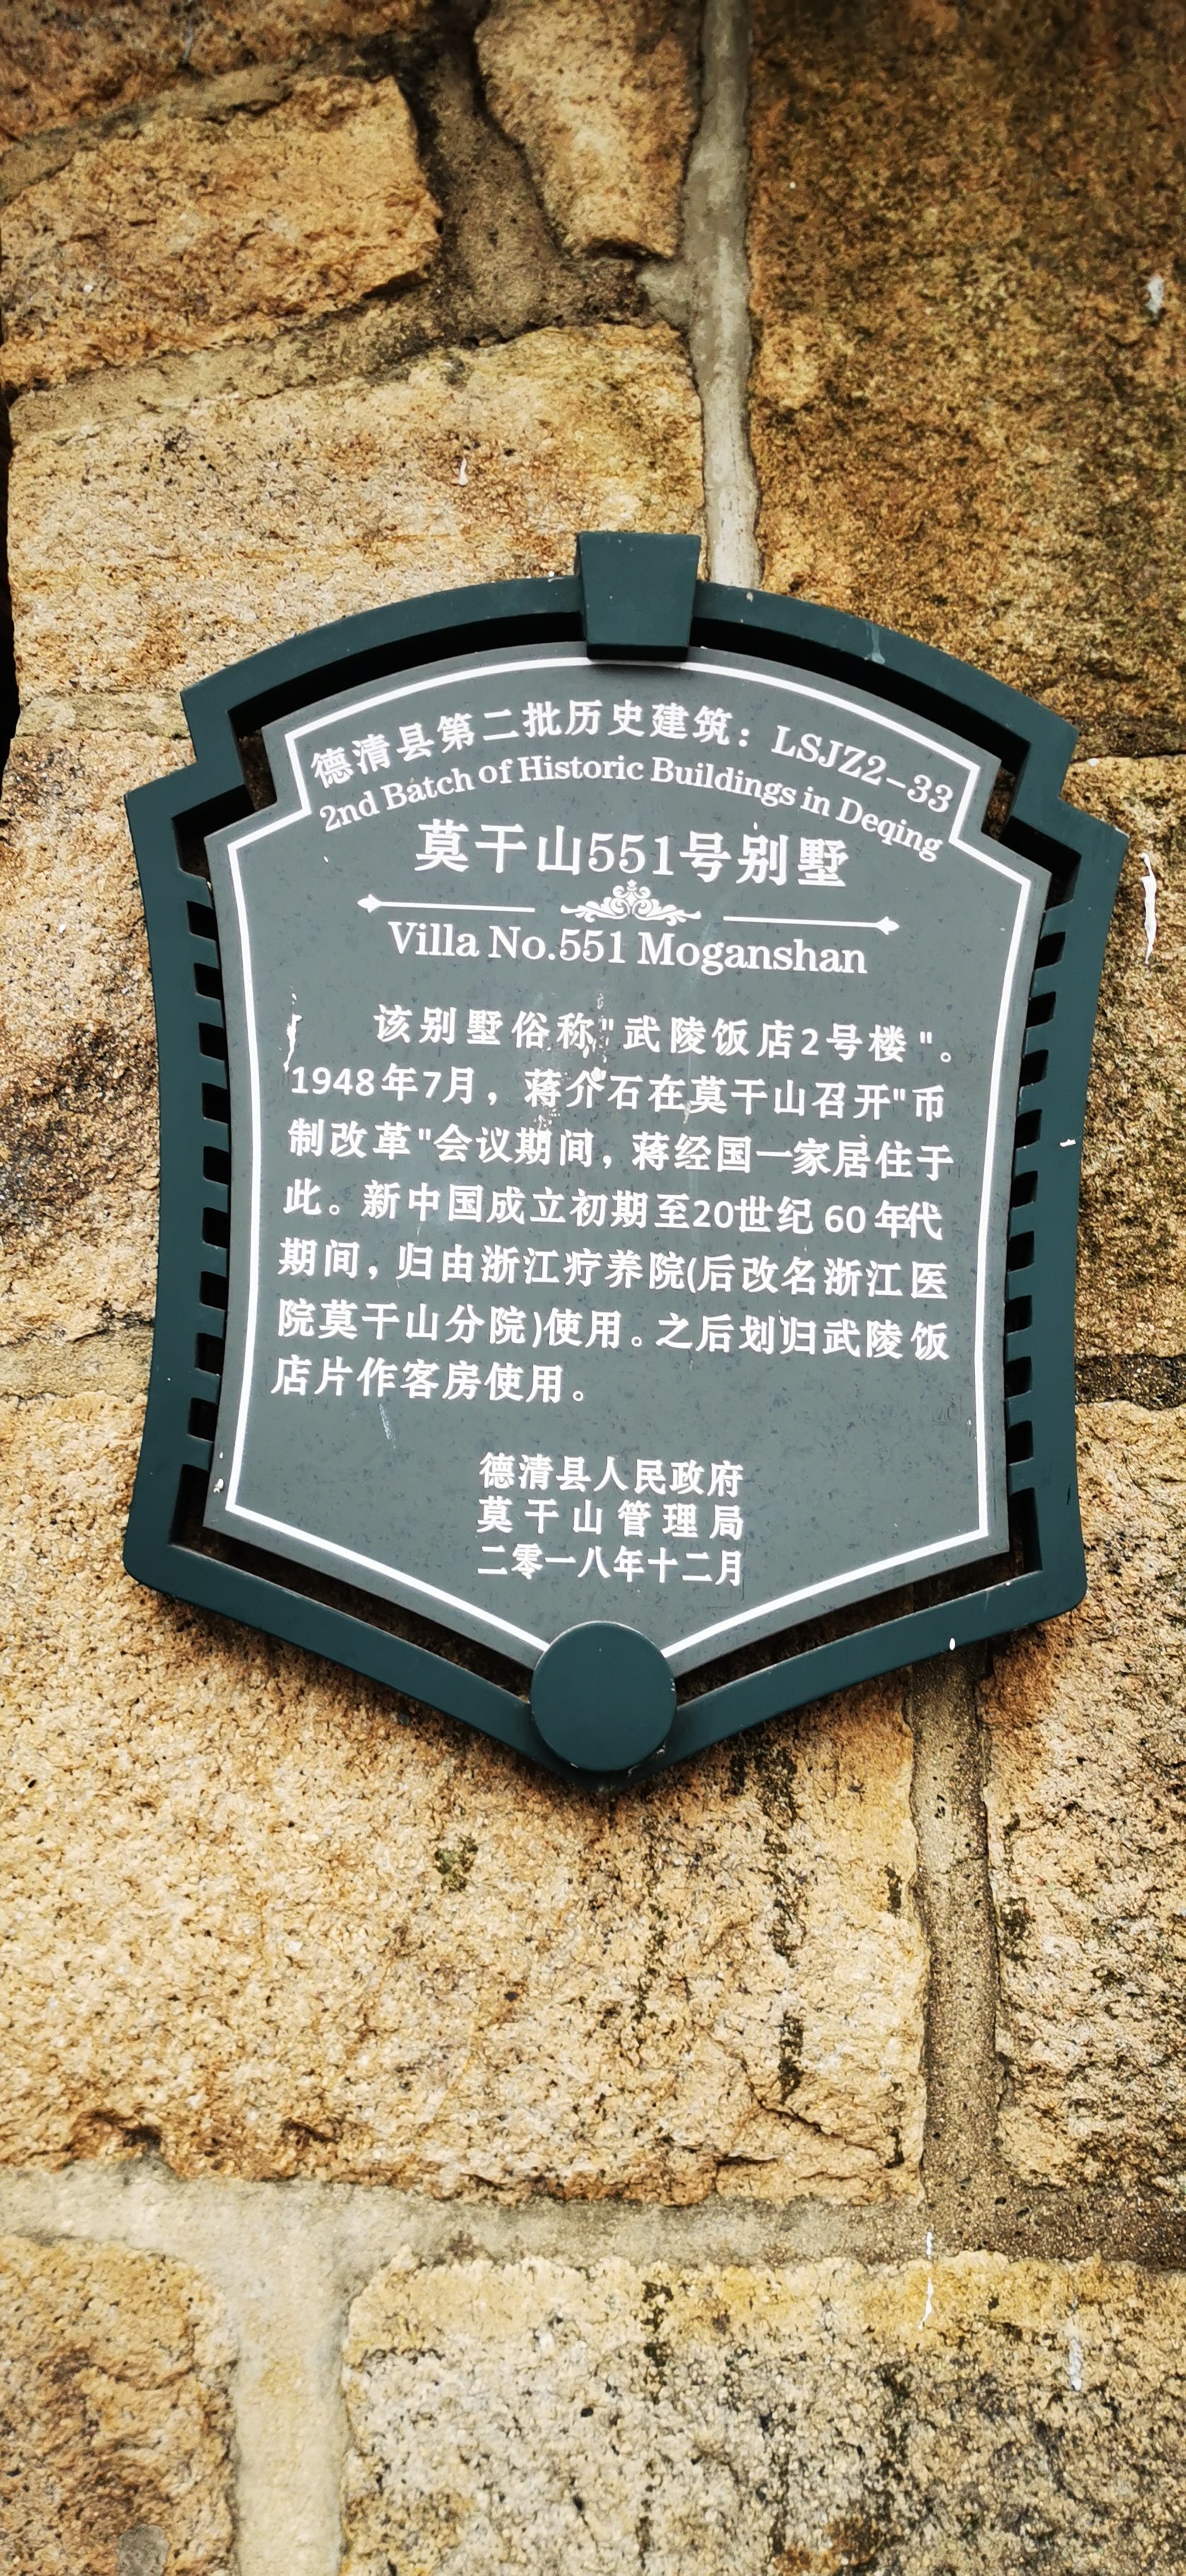 德清县第二批历史建筑：LSJZ2-33
2nd Batch of Historic Buildings in Deqing
莫干山551号别墅
Villa No.551 Moganshan
该别墅俗称"武陵饭店2号楼"。
1948年7月，蒋介石在莫干山召开"币
制改革"会议期间，蒋经国一家居住于
此。新中国成立初期至20世纪 60 年代
期间，归由浙江疗养院(后改名浙江医
院莫干山分院)使用。之后划归武陵饭
店片作客房使用。
德清县人民政府
莫干山管理局
二零一八年十二月